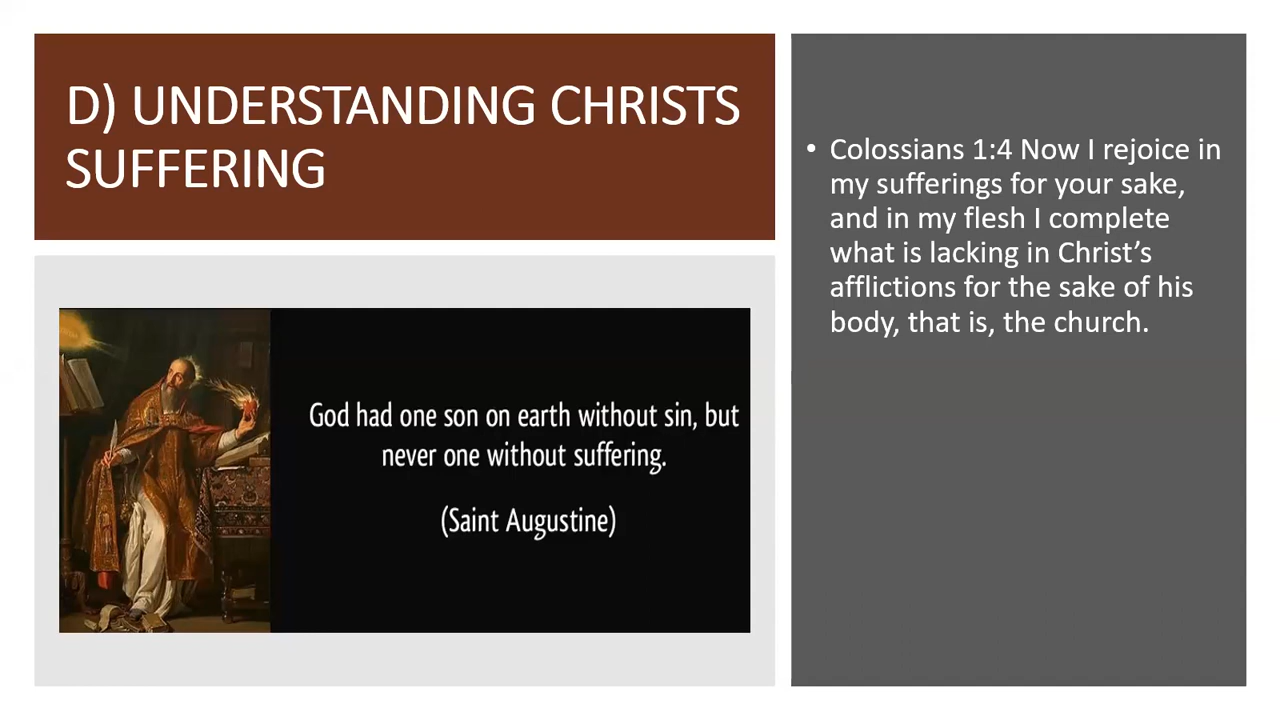 D) UNDERSTANDING CHRISTS
SUFFERING
God had one son on earth without sin, but
never one without suffering.
(Saint Augustine)
• Colossians 1:4 Now I rejoice in
my sufferings for your sake,
and in my flesh I complete
what is lacking in Christ’s
afflictions for the sake of his
body, that is, the church.